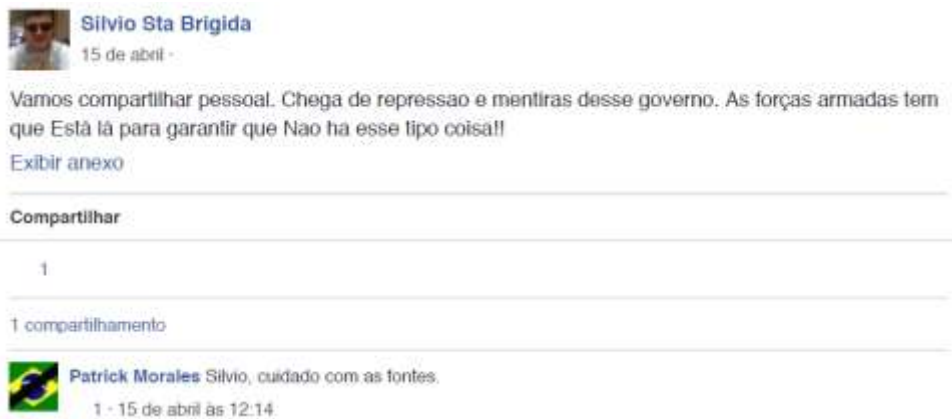 Silvio Sta Brigida
15 de abril ·
Vamos compartilhar pessoal. Chega de repressao e mentiras desse governo. As forças armadas tem
que Està là para garantir que Nao ha esse tipo coisa!!
Exibir anexo
Compartilhar
1
1 compartilhamento
Patrick Morales Silvio, cuidado com as fontes.
1 · 15 de abril às 12:14